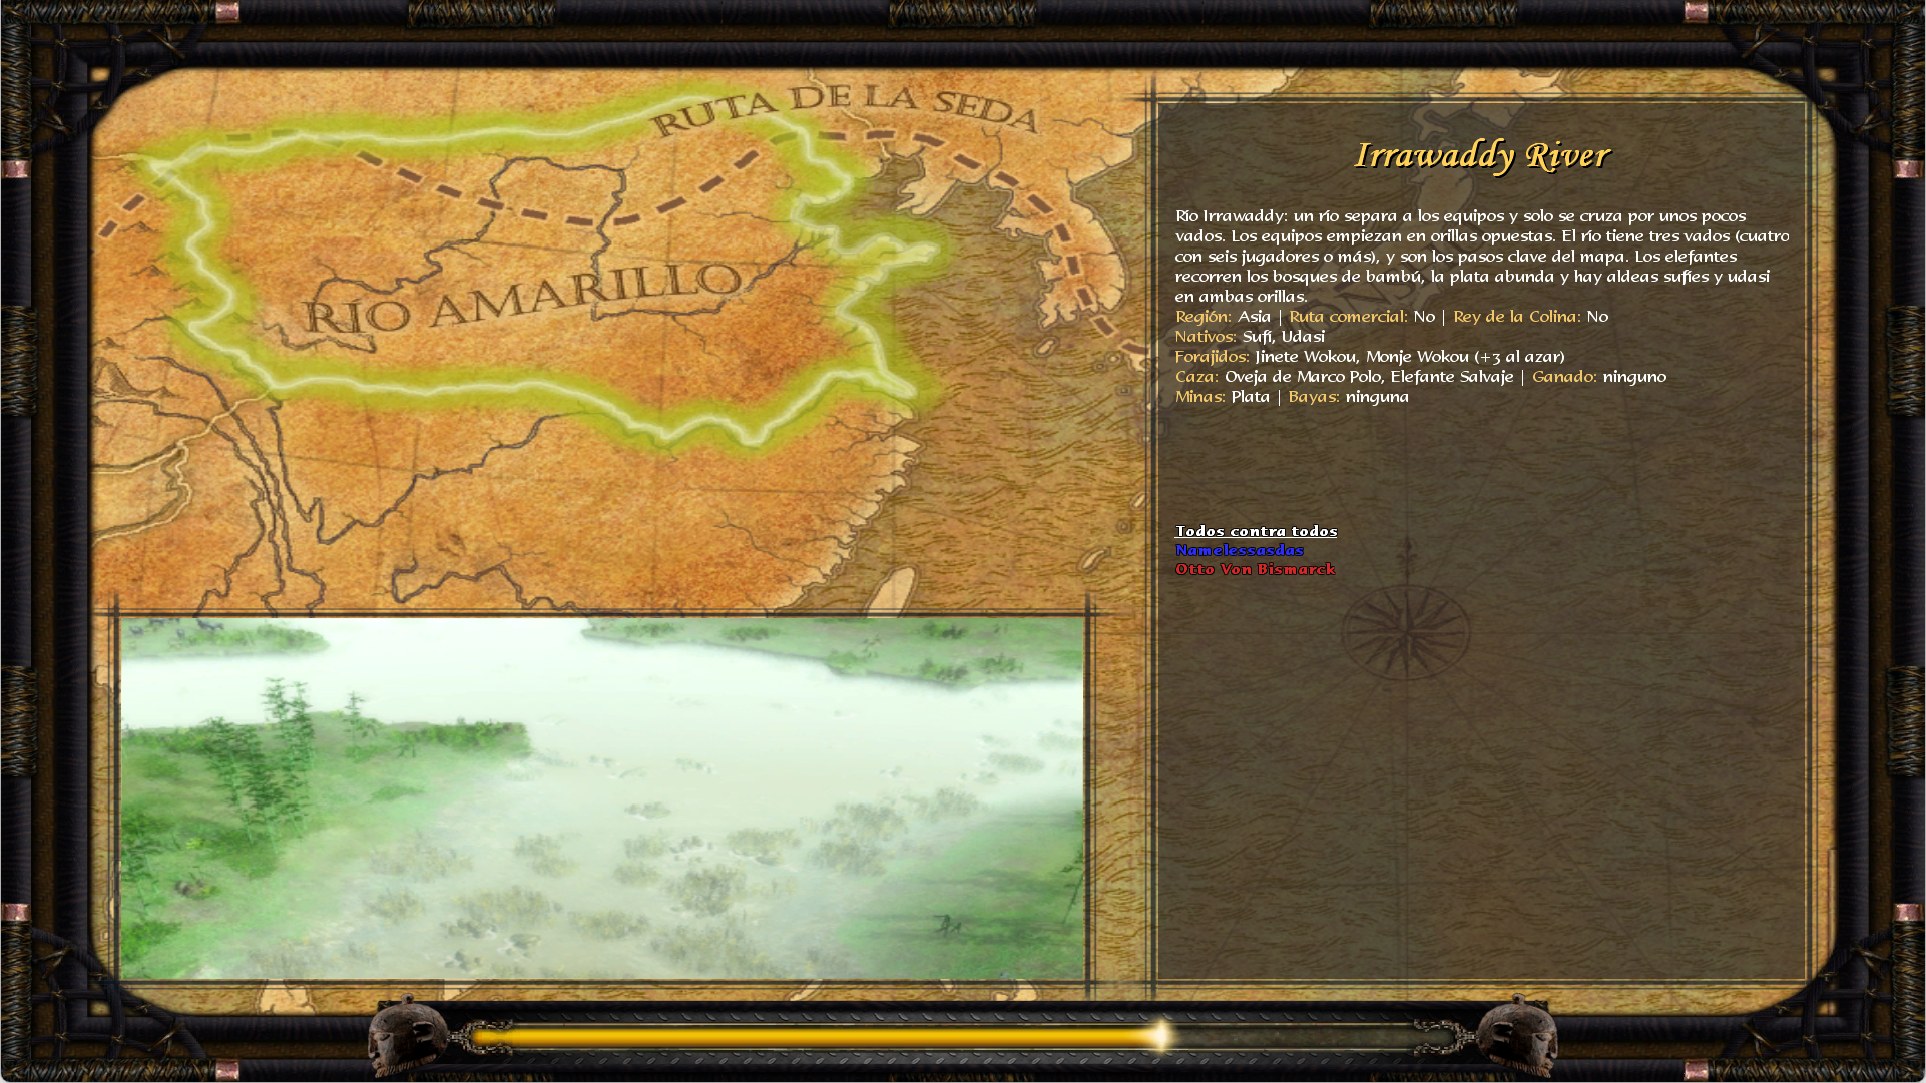 RUTA DE LA SEDA
RÍO AMARILLO
Irrawaddy River
Río Irrawaddy: un río separa a los equipos y solo se cruza por unos pocos
vados. Los equipos empiezan en orillas opuestas. El río tiene tres vados (cuatro
con seis jugadores o más), y son los pasos clave del mapa. Los elefantes
recorren los bosques de bambú, la plata abunda y hay aldeas sufíes y udasi
en ambas orillas.
Región: Asia | Ruta comercial: No | Rey de la Colina: No
Nativos: Sufí, Udasi
Forajidos: Jinete Wokou, Monje Wokou (+3 al azar)
Caza: Oveja de Marco Polo, Elefante Salvaje | Ganado: ninguno
Minas: Plata | Bayas: ninguna
Todos contra todos
Namelessasdas
Otto Von Bismarck